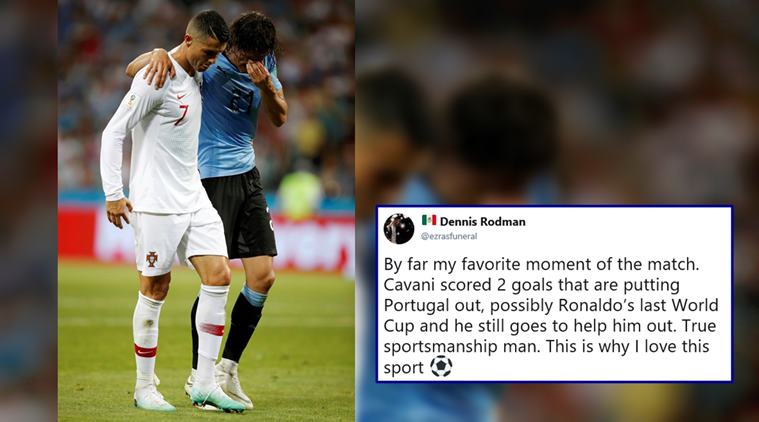 7
21
Dennis Rodman
@ezrasfuneral
By far my favorite moment of the match.
Cavani scored 2 goals that are putting
Portugal out, possibly Ronaldo's last World
Cup and he still goes to help him out. True
sportsmanship man. This is why I love this
sport